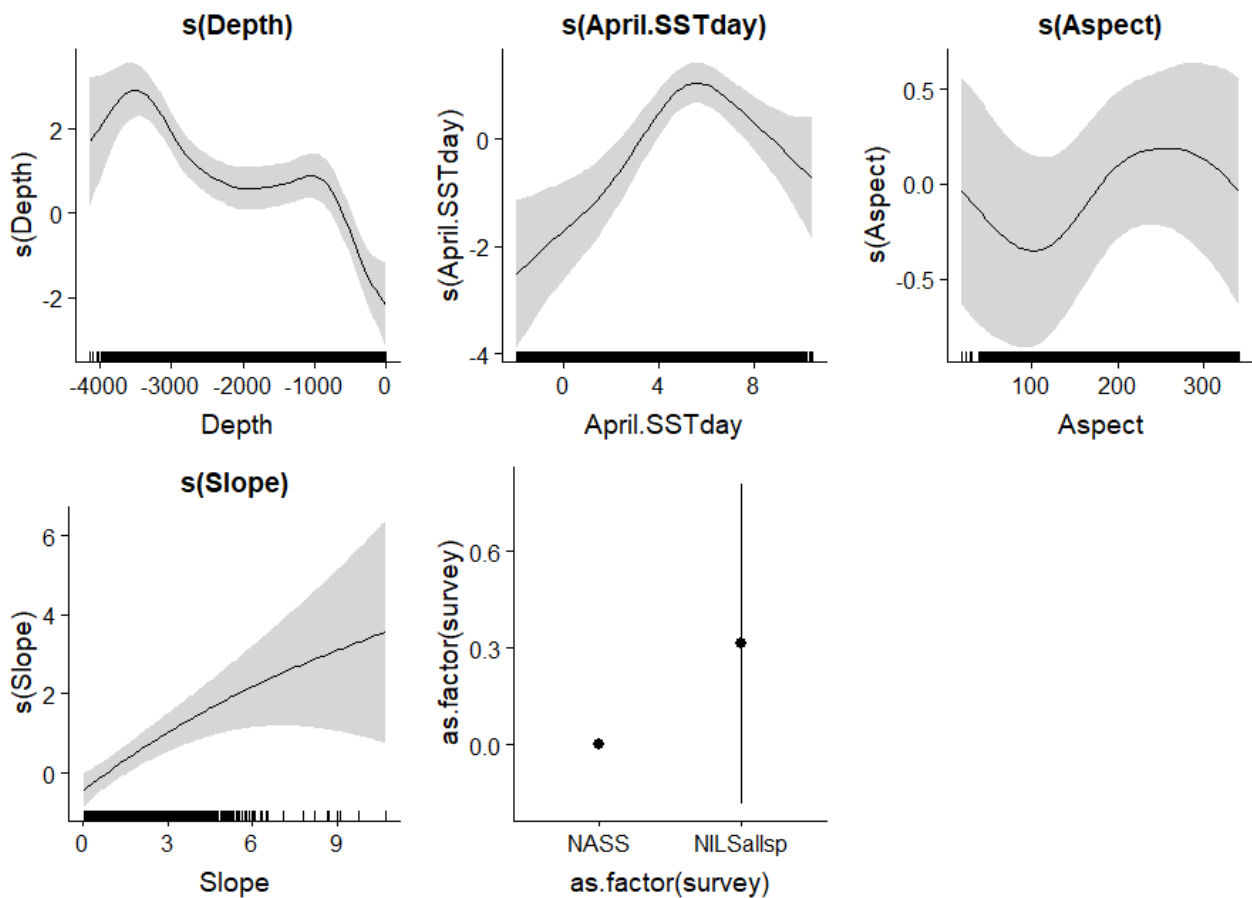 s(Depth)
s(Depth)
2
0
-2
-4000 -3000 -2000 -1000 0
Depth
s(April.SSTday)
s(April.SSTday)
0
-2
-4
0 4 8
April.SSTday
s(Aspect)
s(Aspect)
0.5
0.0
-0.5
100 200 300
Aspect
s(Slope)
s(Slope)
6
4
2
0
0 3 6 9
Slope
as.factor(survey)
0.6
0.3
0.0
NASS NILSallsp
as.factor(survey)